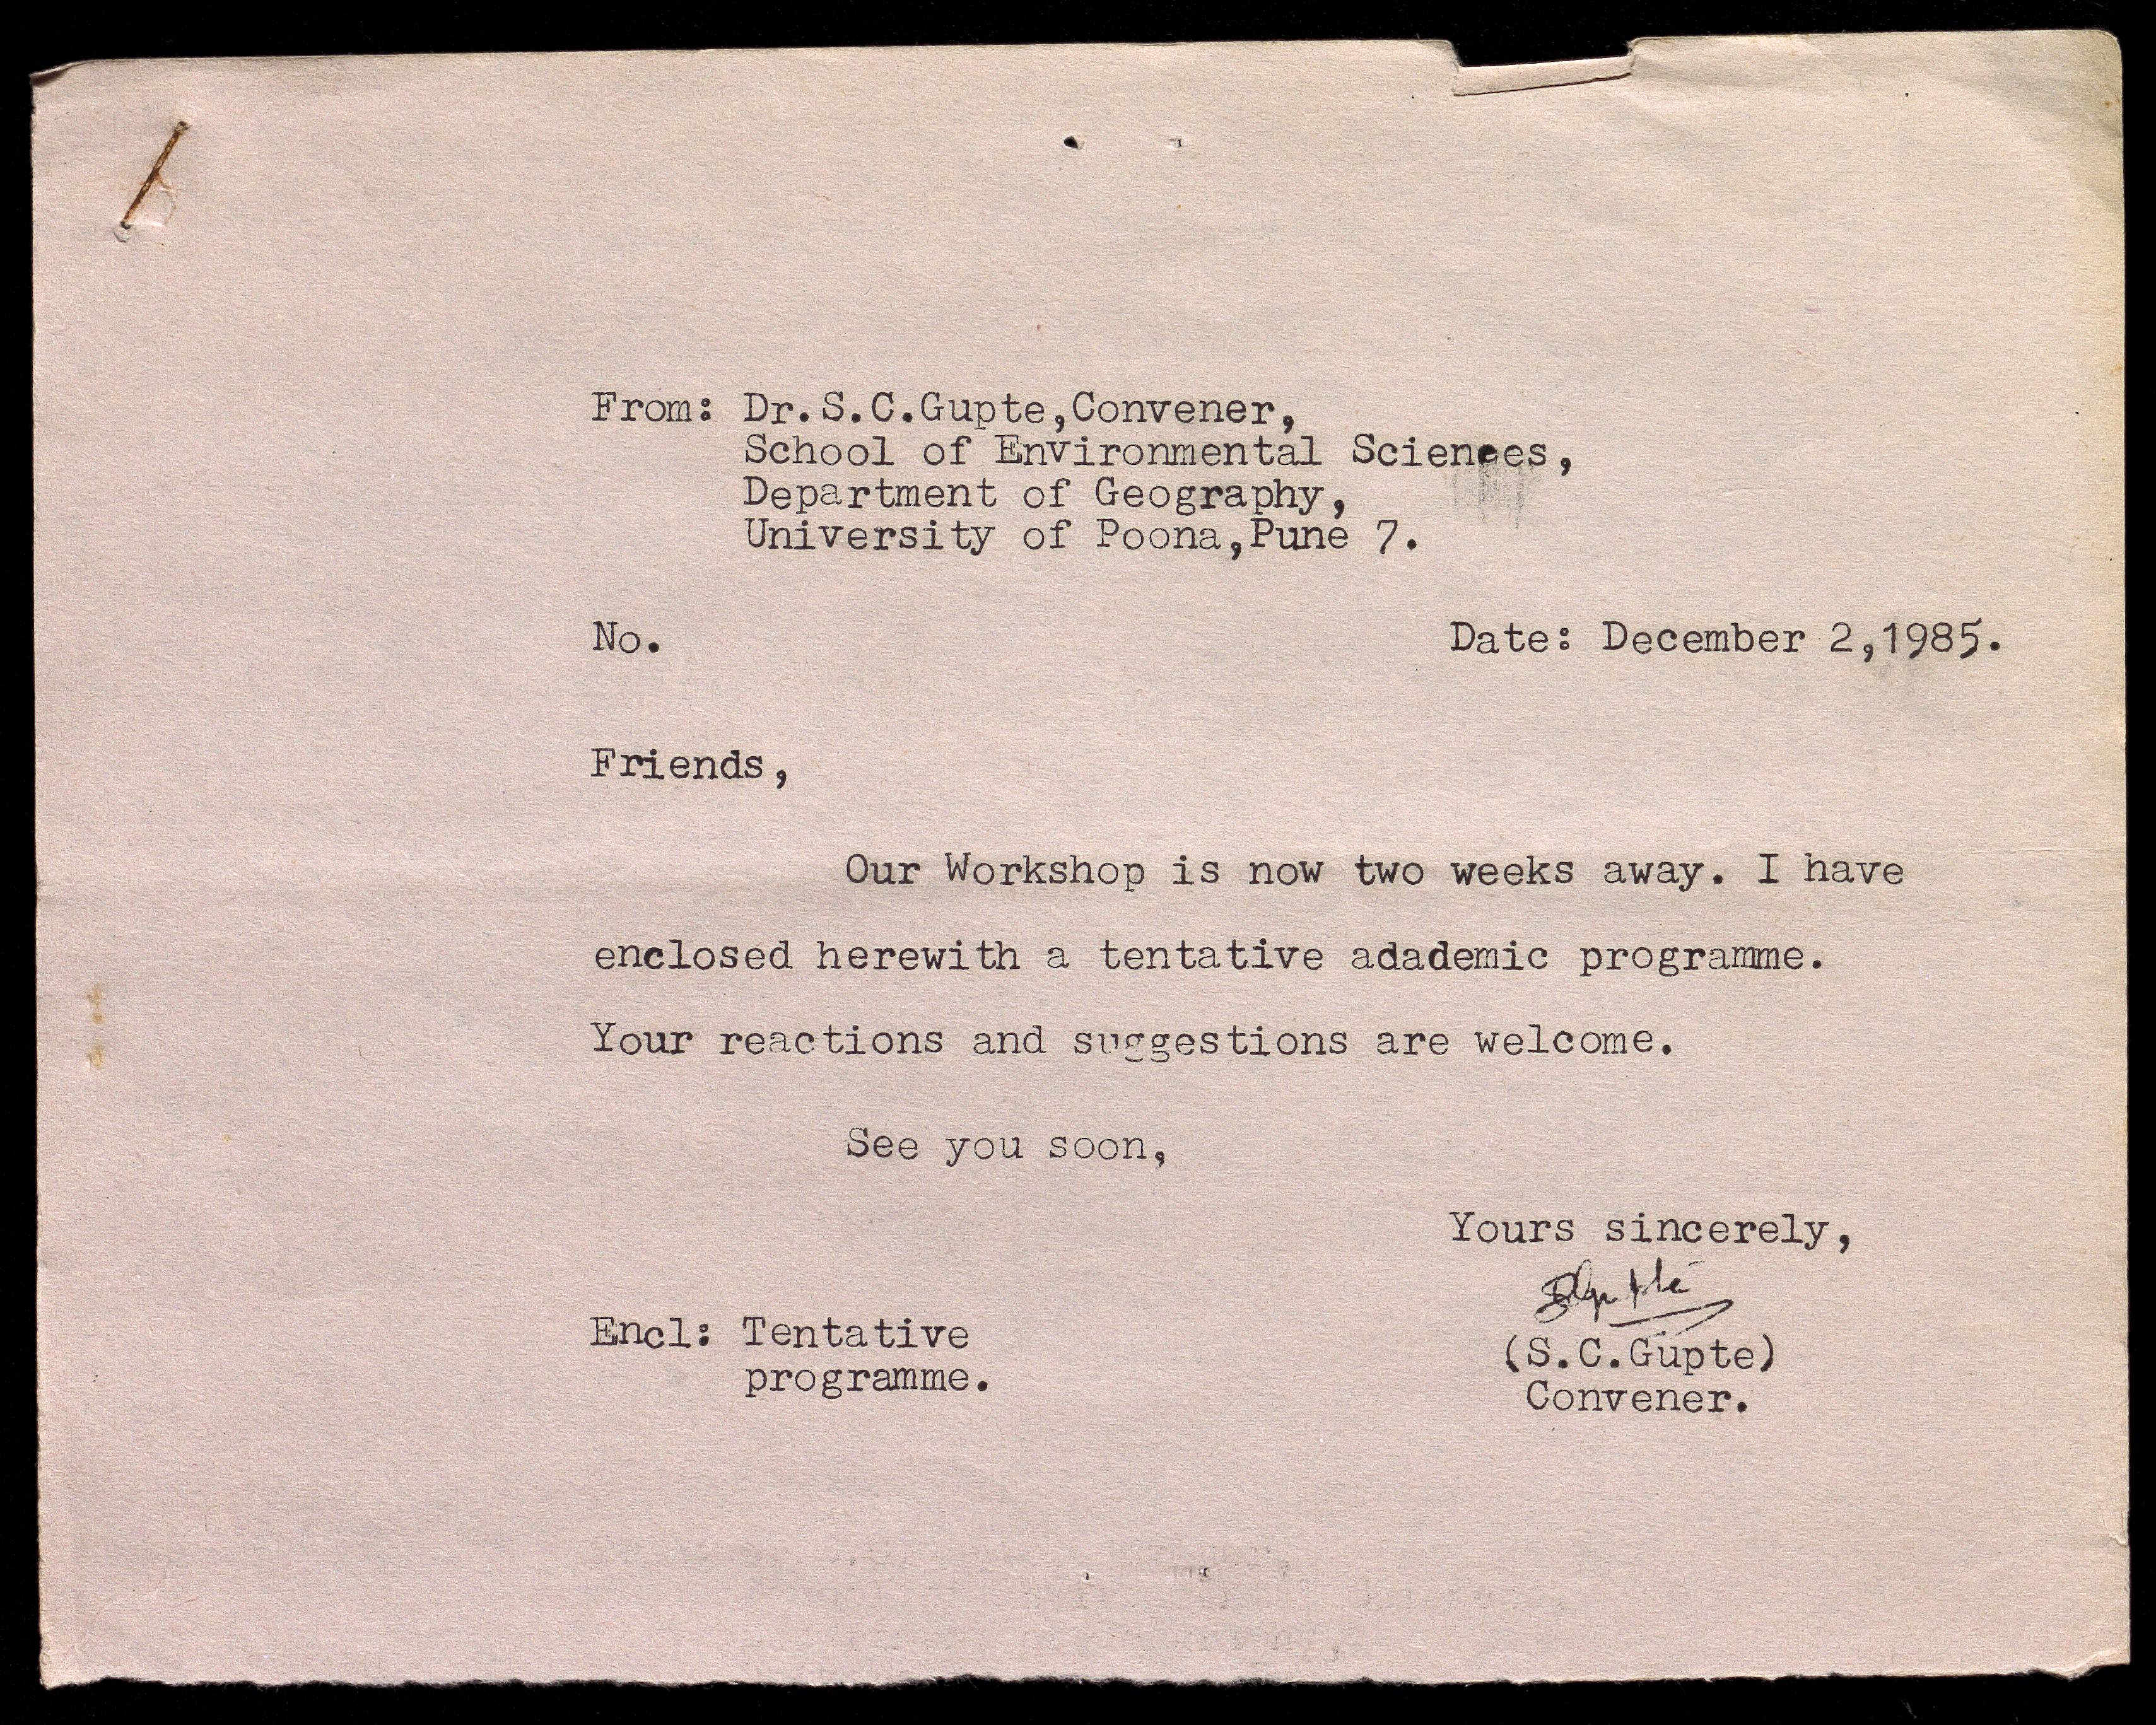 From: Dr.S.C.Gupte,Convener,
School of Environmental Sciences,
Department of Geography,
University of Poona,Pune 7.
No. Date: December 2,1985.
Friends,
Our Workshop is now two weeks away. I have
enclosed herewith a tentative adademic programme.
Your reactions and suggestions are welcome.
See you soon,
Yours sincerely,
Encl: Tentative
programme.
(S.C.Gupte)
Convener.